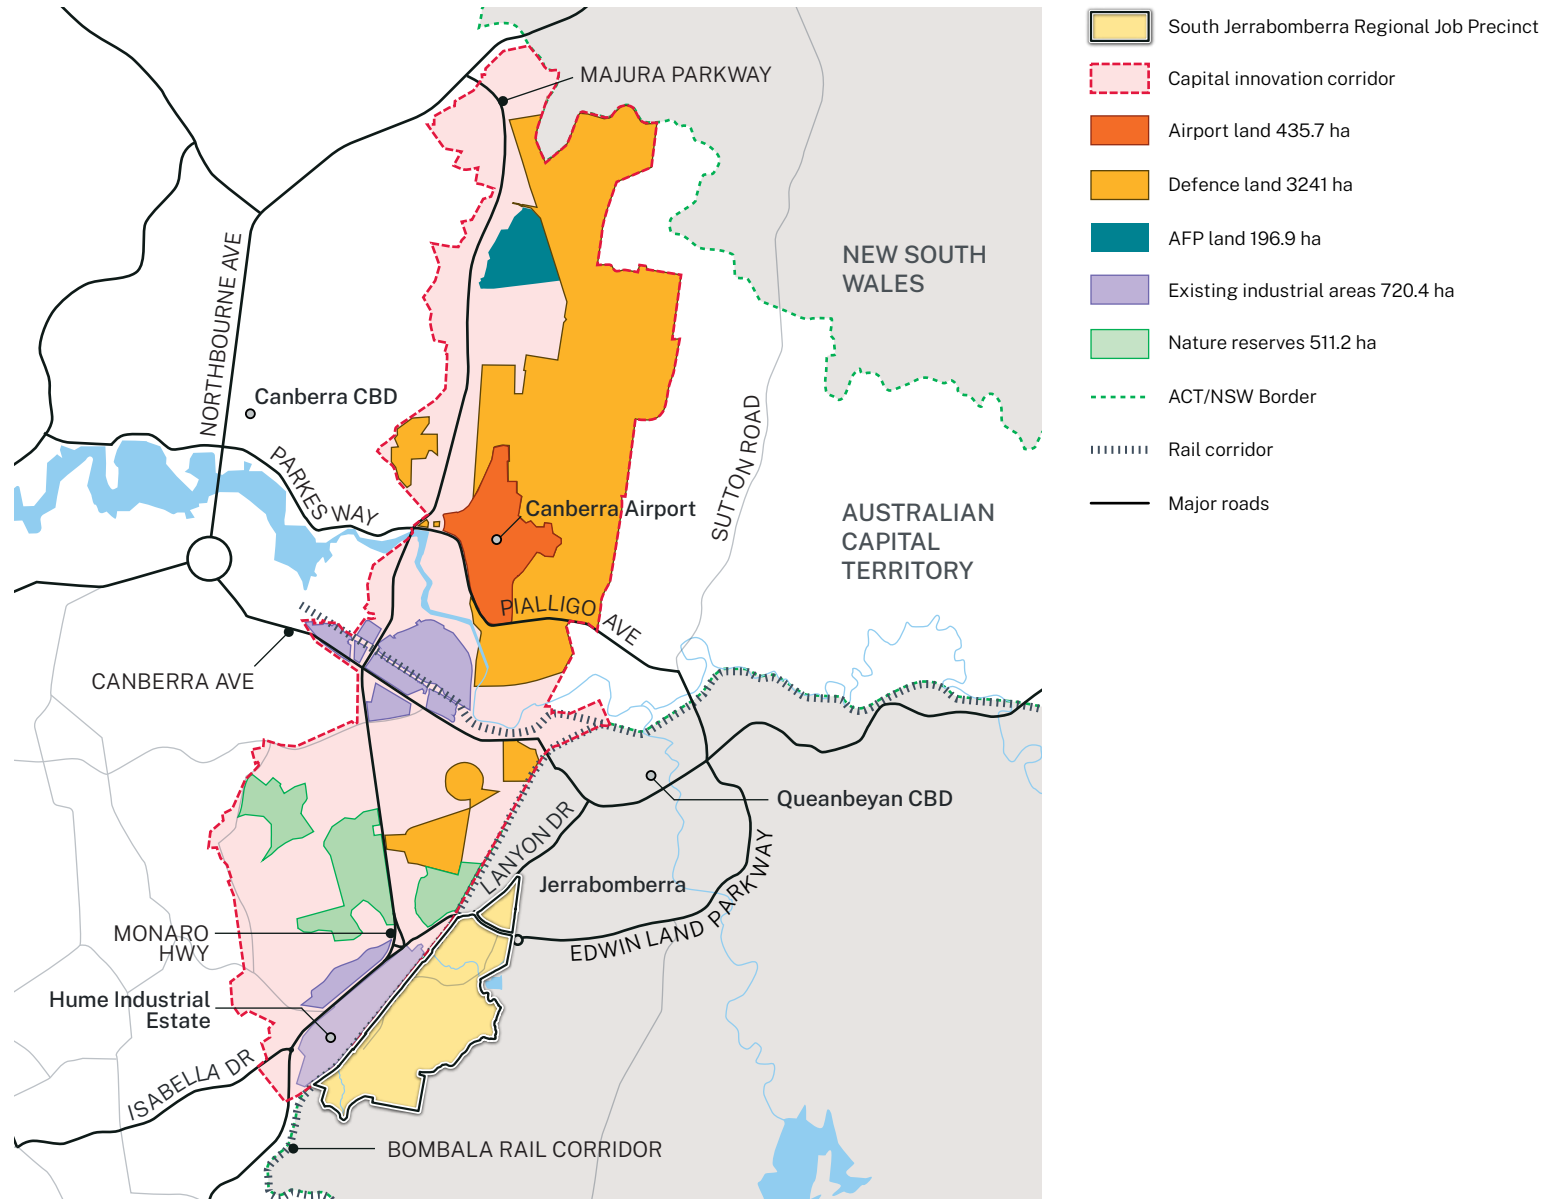 MAJURA PARKWAY
NORTHBOURNE AVE
NEW SOUTH
WALES
Canberra CBD
PARKES WAY
SUTTON ROAD
Canberra Airport
AUSTRALIAN
CAPITAL
TERRITORY
PIALLIGO AVE
CANBERRA AVE
Queanbeyan CBD
LANYON DR
Jerrabomberra
EDWIN LAND PARKWAY
MONARO
HWY
Hume Industrial
Estate
ISABELLA DR
BOMBALA RAIL CORRIDOR
South Jerrabomberra Regional Job Precinct
Capital innovation corridor
Airport land 435.7 ha
Defence land 3241 ha
AFP land 196.9 ha
Existing industrial areas 720.4 ha
Nature reserves 511.2 ha
ACT/NSW Border
Rail corridor
Major roads